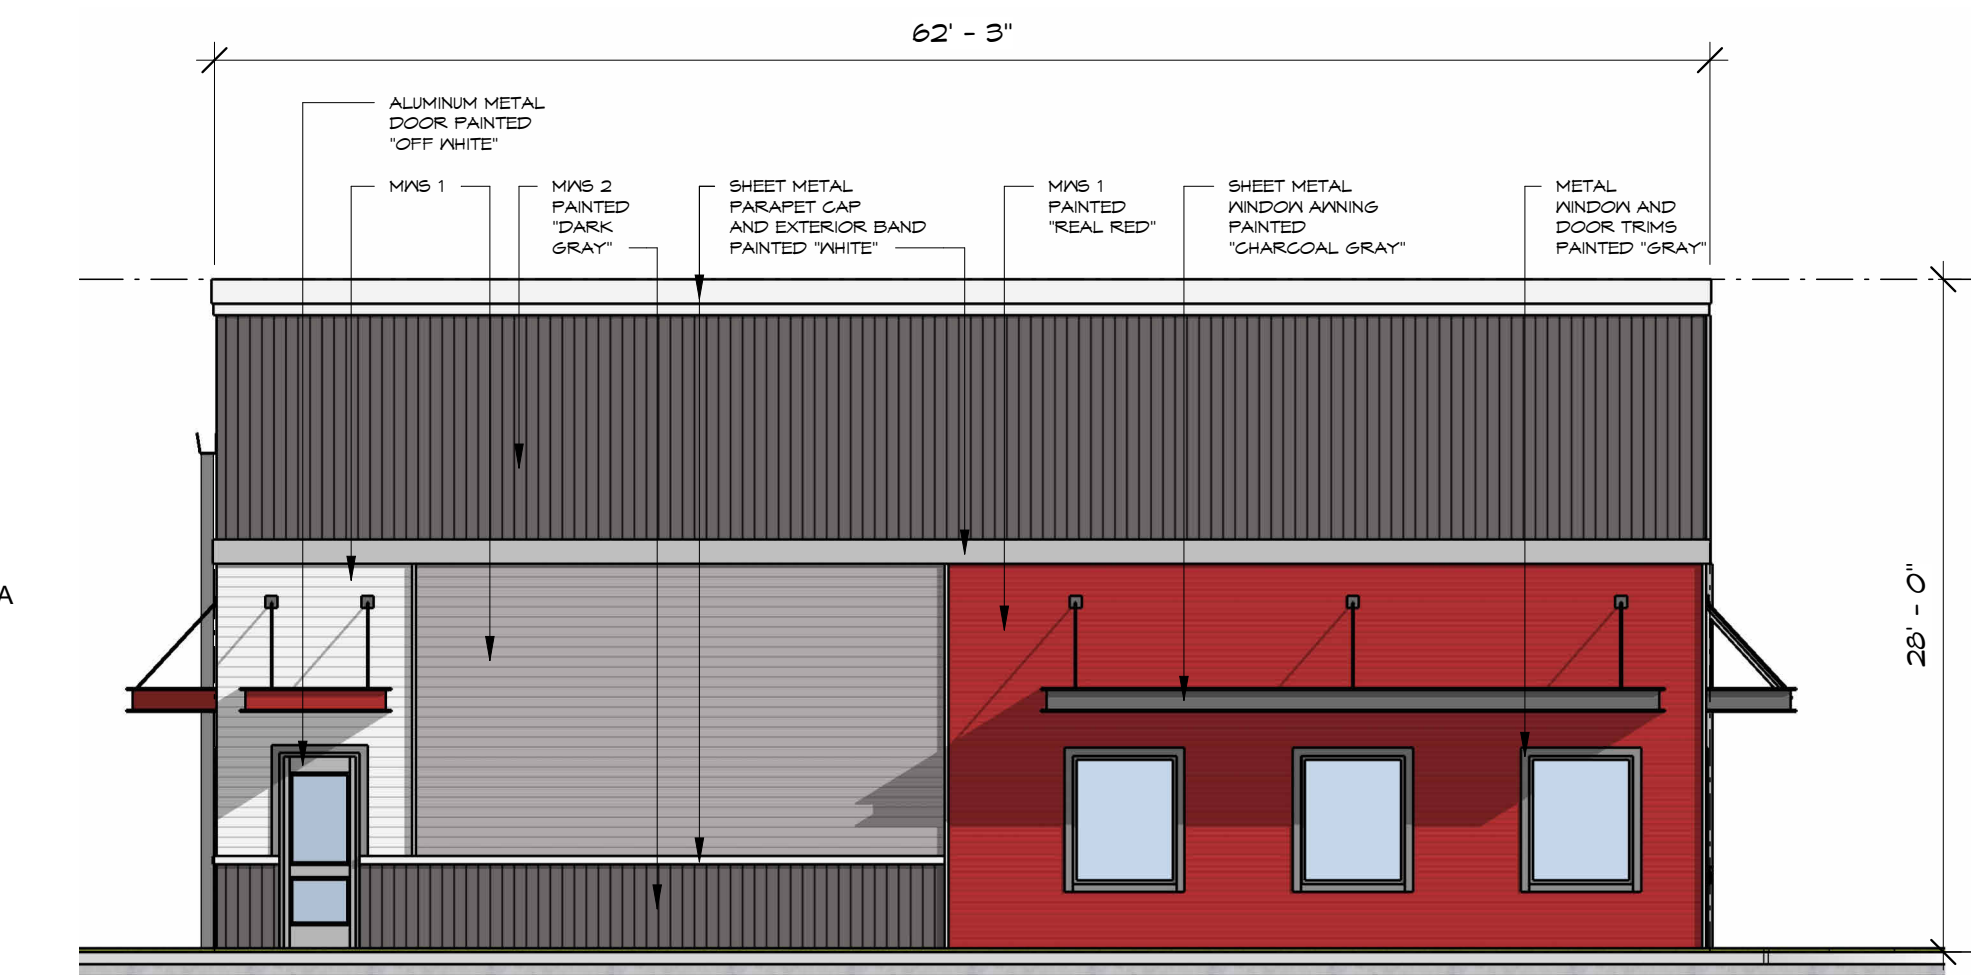 62' - 3"
ALUMINUM METAL
DOOR PAINTED
"OFF WHITE"
MWS 1
MWS 2
PAINTED
"DARK
GRAY"
SHEET METAL
PARAPET CAP
AND EXTERIOR BAND
PAINTED "WHITE"
MWS 1
PAINTED
"REAL RED"
SHEET METAL
WINDOW AWNING
PAINTED
"CHARCOAL GRAY"
METAL
WINDOW AND
DOOR TRIMS
PAINTED "GRAY"
A
28' - 0"